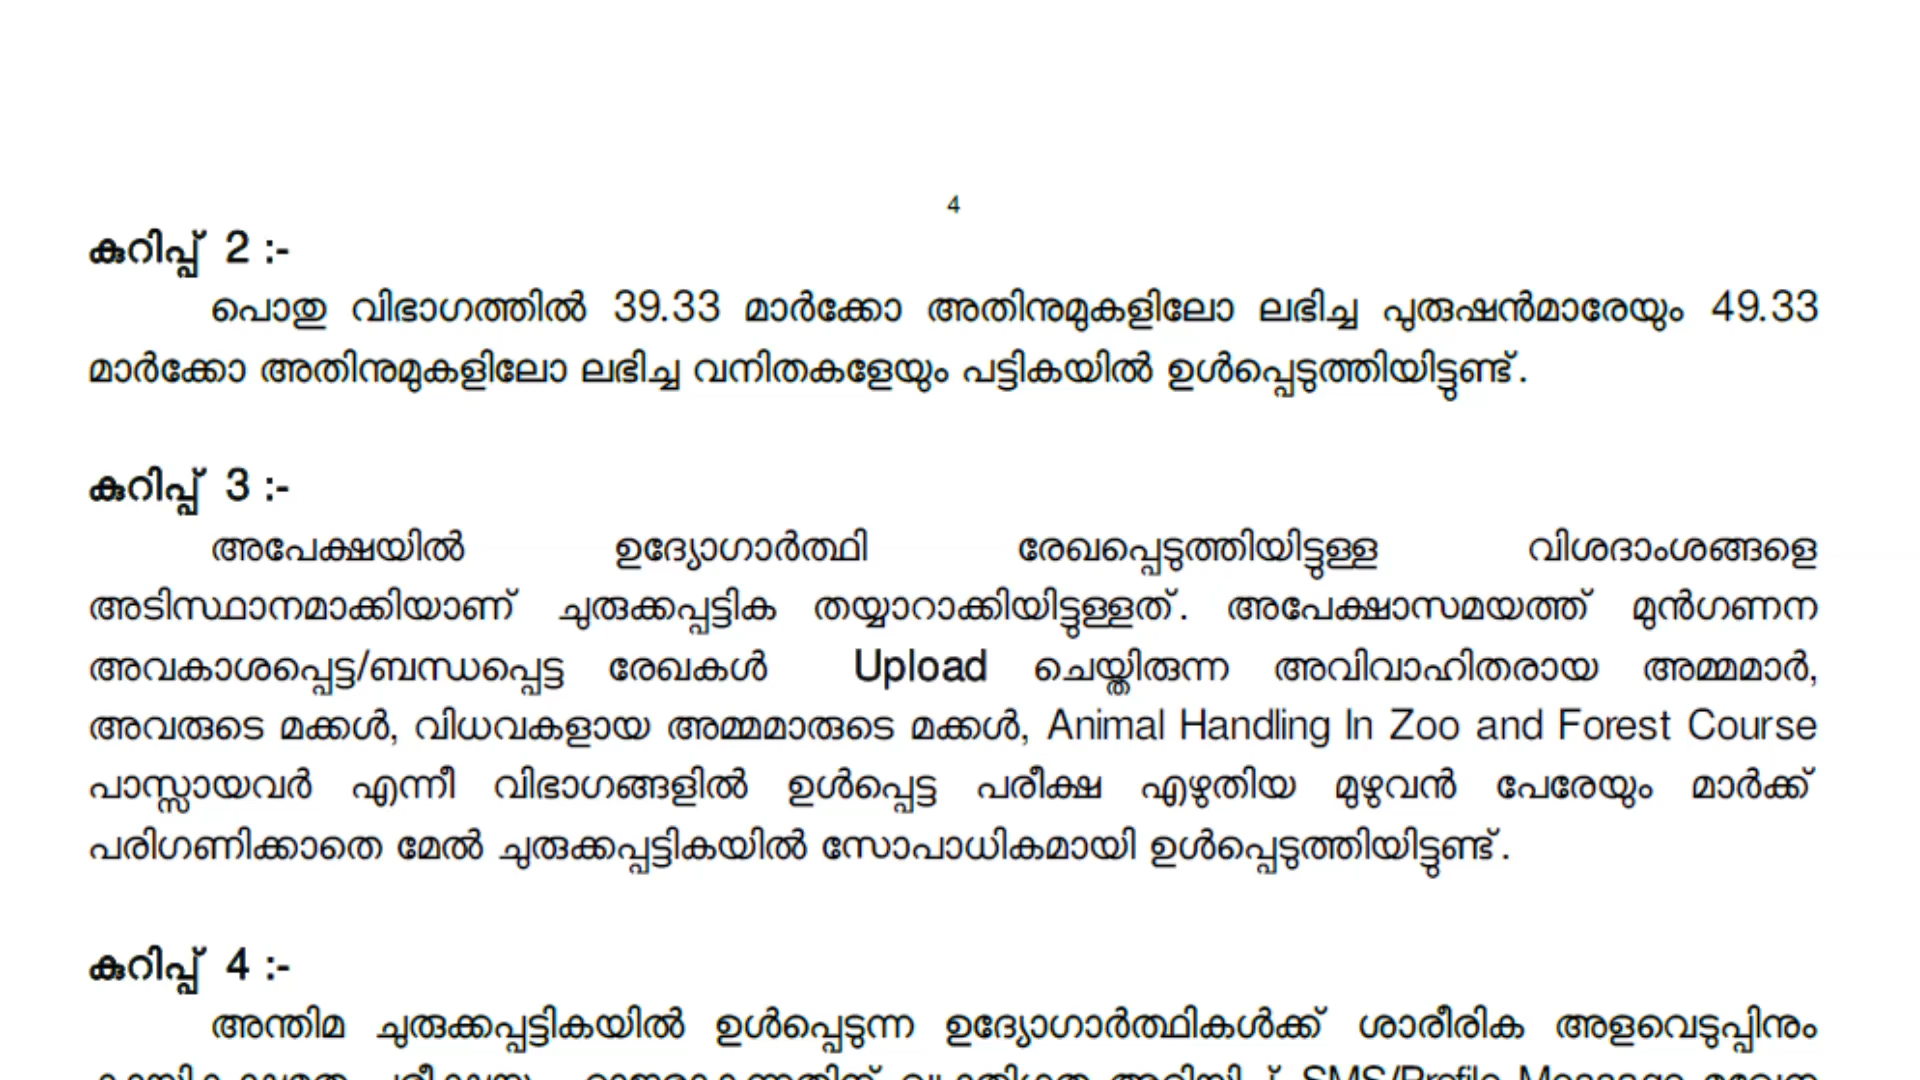 4
കുറിപ്പ് 2 :-
പൊതു വിഭാഗത്തിൽ 39.33 മാർക്കോ അതിനുമുകളിലോ ലഭിച്ച പുരുഷൻമാരേയും 49.33
മാർക്കോ അതിനുമുകളിലോ ലഭിച്ച വനിതകളേയും പട്ടികയിൽ ഉൾപ്പെടുത്തിയിട്ടുണ്ട്.
കുറിപ്പ് 3 :-
അപേക്ഷയിൽ ഉദ്യോഗാർത്ഥി രേഖപ്പെടുത്തിയിട്ടുള്ള വിശദാംശങ്ങളെ
അടിസ്ഥാനമാക്കിയാണ് ചുരുക്കപ്പട്ടിക തയ്യാറാക്കിയിട്ടുള്ളത്. അപേക്ഷാസമയത്ത് മുൻഗണന
അവകാശപ്പെട്ട/ബന്ധപ്പെട്ട രേഖകൾ Upload ചെയ്തിരുന്ന അവിവാഹിതരായ അമ്മമാർ,
അവരുടെ മക്കൾ, വിധവകളായ അമ്മമാരുടെ മക്കൾ, Animal Handling In Zoo and Forest Course
പാസ്സായവർ എന്നീ വിഭാഗങ്ങളിൽ ഉൾപ്പെട്ട പരീക്ഷ എഴുതിയ മുഴുവൻ പേരേയും മാർക്ക്
പരിഗണിക്കാതെ മേൽ ചുരുക്കപ്പട്ടികയിൽ സോപാധികമായി ഉൾപ്പെടുത്തിയിട്ടുണ്ട്.
കുറിപ്പ് 4 :-
അന്തിമ ചുരുക്കപ്പട്ടികയിൽ ഉൾപ്പെടുന്ന ഉദ്യോഗാർത്ഥികൾക്ക് ശാരീരിക അളവെടുപ്പിനും
SMS/Profile Message